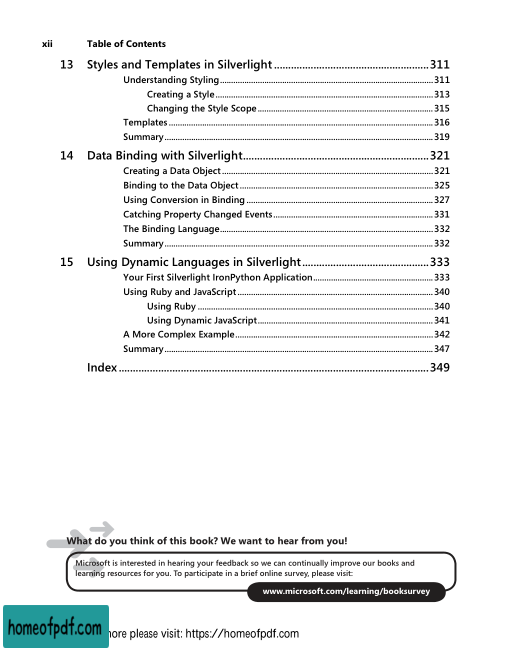 xii Table of Contents
13 Styles and Templates in Silverlight 311
Understanding Styling 311
Creating a Style 313
Changing the Style Scope 315
Templates 316
Summary 319
14 Data Binding with Silverlight 321
Creating a Data Object 321
Binding to the Data Object 325
Using Conversion in Binding 327
Catching Property Changed Events 331
The Binding Language 332
Summary 332
15 Using Dynamic Languages in Silverlight 333
Your First Silverlight IronPython Application 333
Using Ruby and JavaScript 340
Using Ruby 340
Using Dynamic JavaScript 341
A More Complex Example 342
Summary 347
Index 349
What do you think of this book? We want to hear from you!
Microsoft is interested in hearing your feedback so we can continually improve our books and
learning resources for you. To participate in a brief online survey, please visit:
www.microsoft.com/learning/booksurvey
homeofpdf.com please visit: https://homeofpdf.com